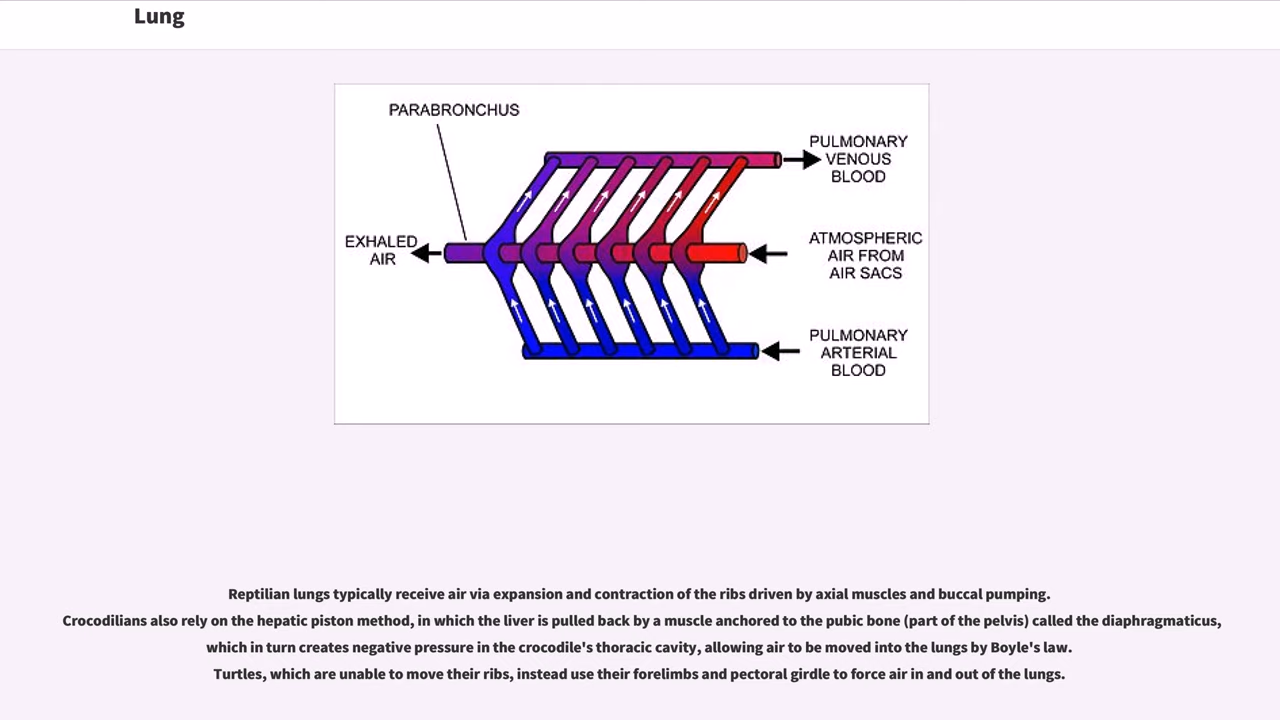 Lung
PARABRONCHUS
PULMONARY
VENOUS
BLOOD
EXHALED
AIR
ATMOSPHERIC
AIR FROM
AIR SACS
PULMONARY
ARTERIAL
BLOOD
Reptilian lungs typically receive air via expansion and contraction of the ribs driven by axial muscles and buccal pumping.
Crocodilians also rely on the hepatic piston method, in which the liver is pulled back by a muscle anchored to the pubic bone (part of the pelvis) called the diaphragmaticus,
which in turn creates negative pressure in the crocodile's thoracic cavity, allowing air to be moved into the lungs by Boyle's law.
Turtles, which are unable to move their ribs, instead use their forelimbs and pectoral girdle to force air in and out of the lungs.